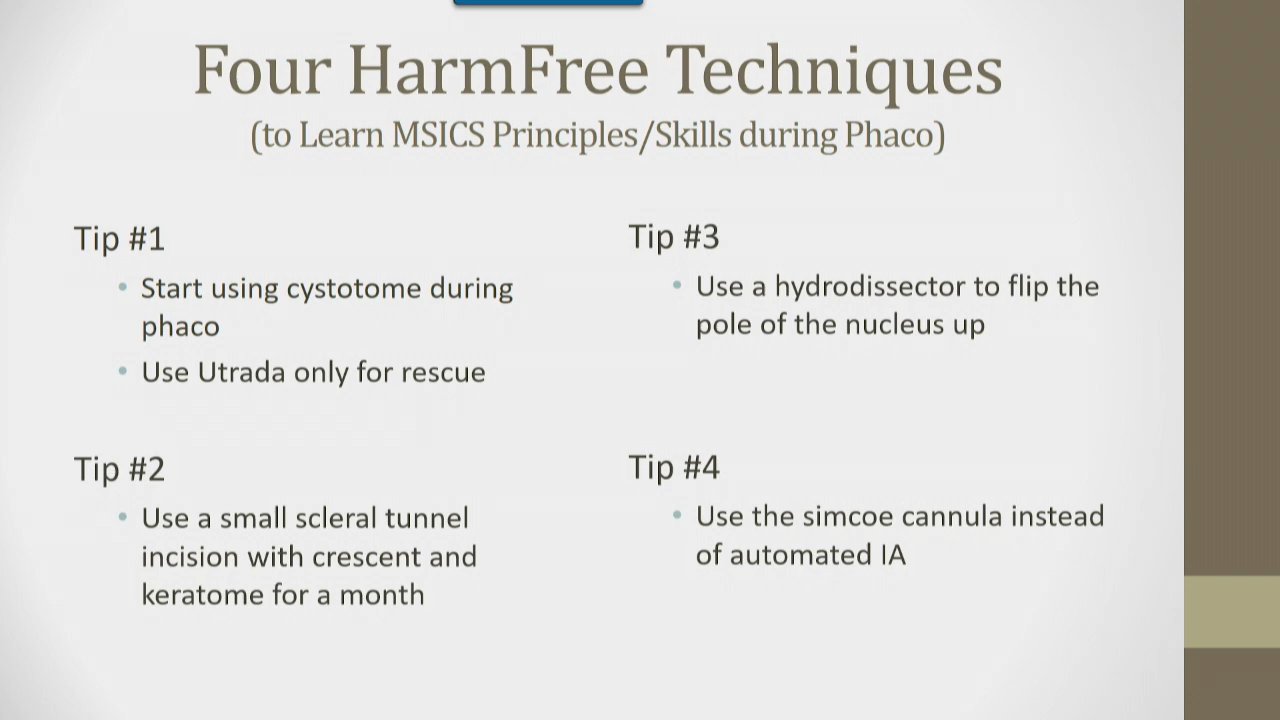 Four HarmFree Techniques
(to Learn MSICS Principles/Skills during Phaco)
Tip #1
• Start using cystotome during
phaco
• Use Utrada only for rescue
Tip #2
• Use a small scleral tunnel
incision with crescent and
keratome for a month
Tip #3
• Use a hydrodissector to flip the
pole of the nucleus up
Tip #4
• Use the simcoe cannula instead
of automated IA